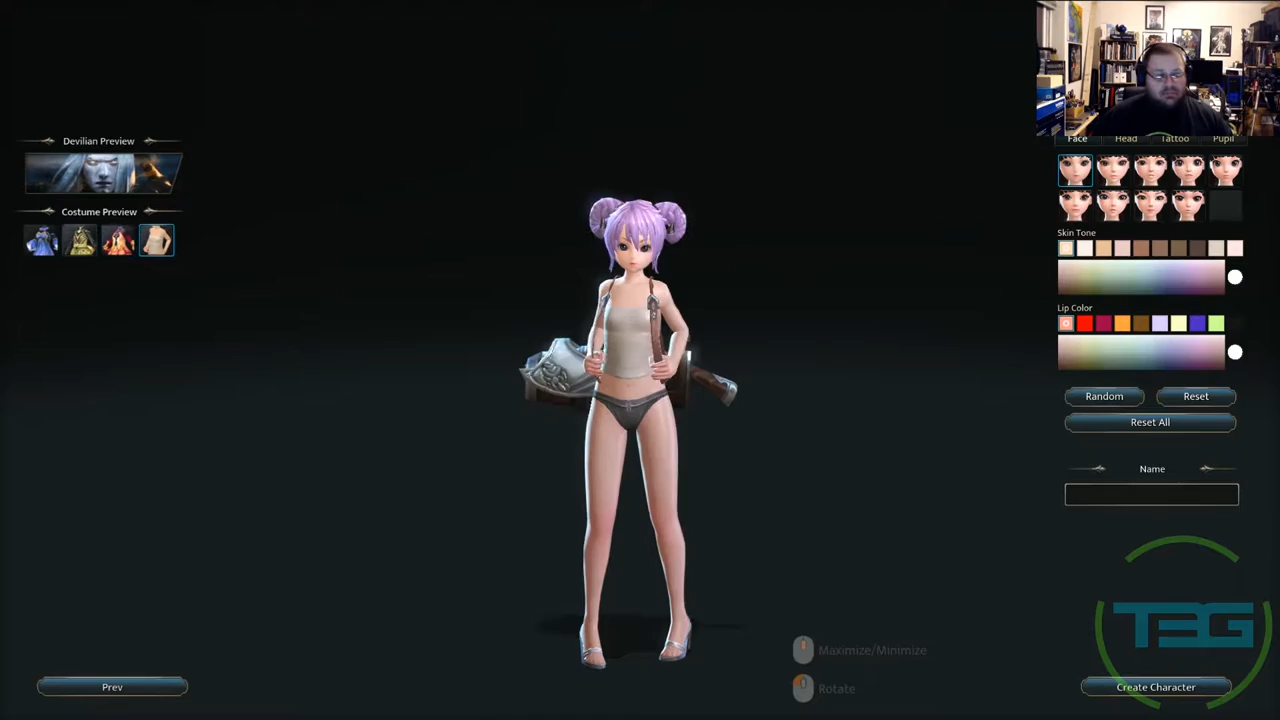 Devilian Preview
Costume Preview
Face Head Tattoo Pupil
Skin Tone
Lip Color
Random Reset
Reset All
Name
Maximize/Minimize
Rotate
TBG
Prev
Create Character